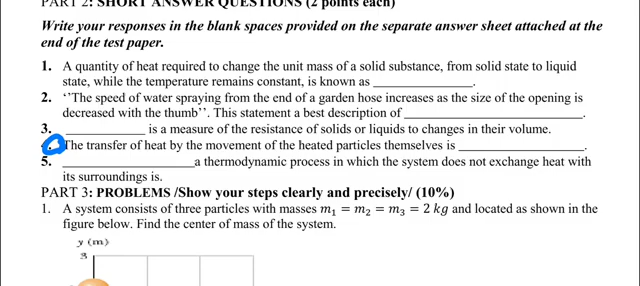 PART 2: SHORT ANSWER QUESTIONS (2 points each)
Write your responses in the blank spaces provided on the separate answer sheet attached at the
end of the test paper.
1. A quantity of heat required to change the unit mass of a solid substance, from solid state to liquid
state, while the temperature remains constant, is known as _______________.
2. ‘’The speed of water spraying from the end of a garden hose increases as the size of the opening is
decreased with the thumb’’. This statement a best description of ___________________________.
3. ____________ is a measure of the resistance of solids or liquids to changes in their volume.
The transfer of heat by the movement of the heated particles themselves is ___________________.
5. ________________________a thermodynamic process in which the system does not exchange heat with
its surroundings is.
PART 3: PROBLEMS /Show your steps clearly and precisely/ (10%)
1. A system consists of three particles with masses m₁ = m₂ = m₃ = 2 kg and located as shown in the
figure below. Find the center of mass of the system.
y (m)
3